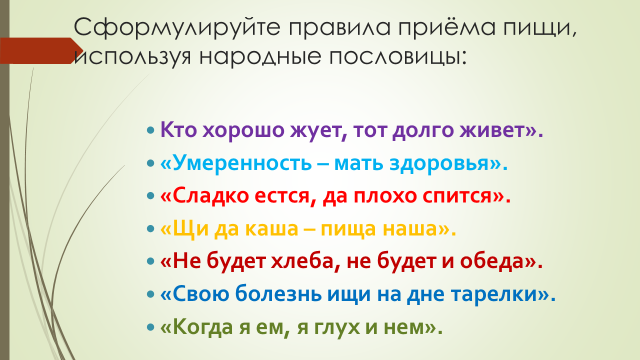 Сформулируйте правила приёма пищи,
используя народные пословицы:
• Кто хорошо жует, тот долго живет».
• «Умеренность – мать здоровья».
• «Сладко естся, да плохо спится».
• «Щи да каша – пища наша».
• «Не будет хлеба, не будет и обеда».
• «Свою болезнь ищи на дне тарелки».
• «Когда я ем, я глух и нем».